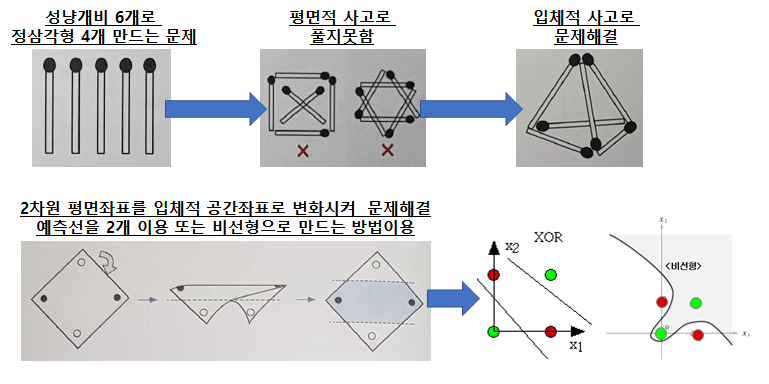 성냥개비 6개로
정삼각형 4개 만드는 문제
평면적 사고로
풀지못함
입체적 사고로
문제해결
2차원 평면좌표를 입체적 공간좌표로 변화시켜 문제해결
예측선을 2개 이용 또는 비선형으로 만드는 방법이용
x2
XOR
x1
x2
<비선형>
0
x1